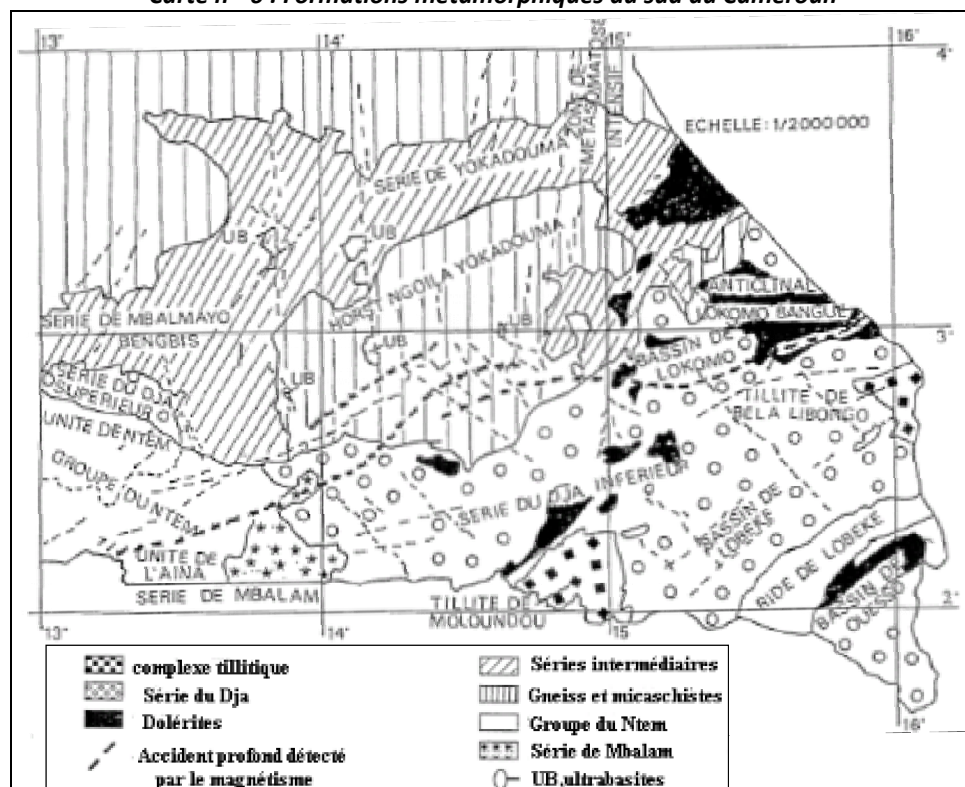 Carte n° 6 : Formations métamorphiques du sud du Cameroun
13°
14°
15°
16°
4°
ZONE DE
METASOMATOSE
INTENSIF
ECHELLE: 1/2000 000
SERIE DE YOKADOUMA
UB
UB
HORST NGOILA YOKADOUMA
ANTICLINAL
LOKOMO BANGUE
SERIE DE MBALMAYO
BENGBIS
UB
UB
UB
BASSIN DE
LOKOMO
3°
SERIE DU DJA
SUPERIEUR
UNITE DE NTEM
TILLITE DE
BELA LIBONGO
GROUPE DU NTEM
SERIE DU DJA INFERIEUR
BASSIN DE
LOBEKE
UNITE DE
L'AINA
RIDE DE LOBEKE
SERIE DE MBALAM
TILLITE DE
MOLOUNDOU
BASSIN DE
OUESSO
2°
13°
14°
15
16°
complexe tillitique
Série du Dja
Dolérites
Accident profond détecté
par le magnétisme
Séries intermédiaires
Gneiss et micaschistes
Groupe du Ntem
Série de Mbalam
UB,ultrabasites